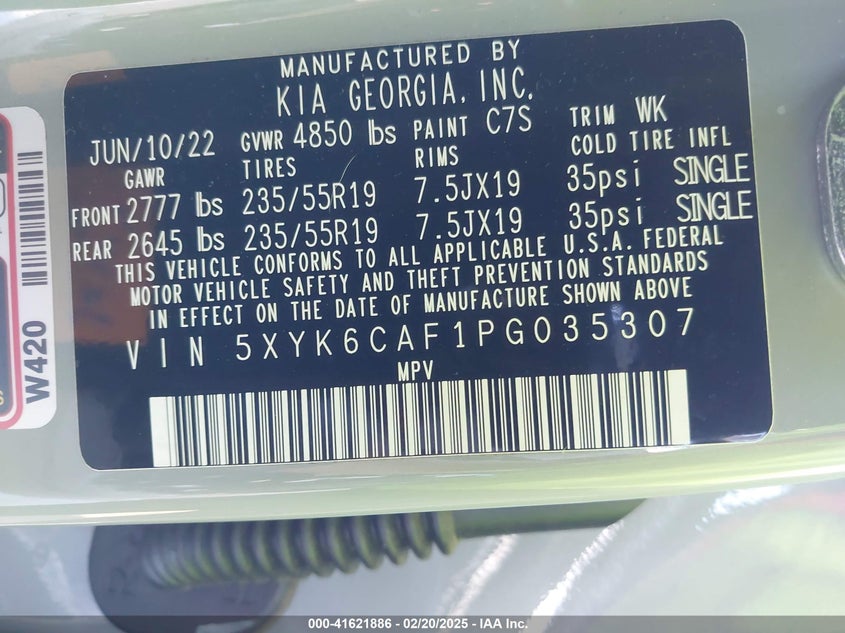 MANUFACTURED BY
KIA GEORGIA, INC.
JUN/10/22 GVWR 4850 lbs PAINT C7S TRIM WK
GAWR TIRES RIMS COLD TIRE INFL
FRONT 2777 lbs 235/55R19 7.5JX19 35psi SINGLE
REAR 2645 lbs 235/55R19 7.5JX19 35psi SINGLE
THIS VEHICLE CONFORMS TO ALL APPLICABLE U.S.A. FEDERAL
MOTOR VEHICLE SAFETY AND THEFT PREVENTION STANDARDS
IN EFFECT ON THE DATE OF MANUFACTURE SHOWN ABOVE
VIN 5XYK6CAF1PG035307
MPV
W420
000-41621886 - 02/20/2025 - IAA Inc.